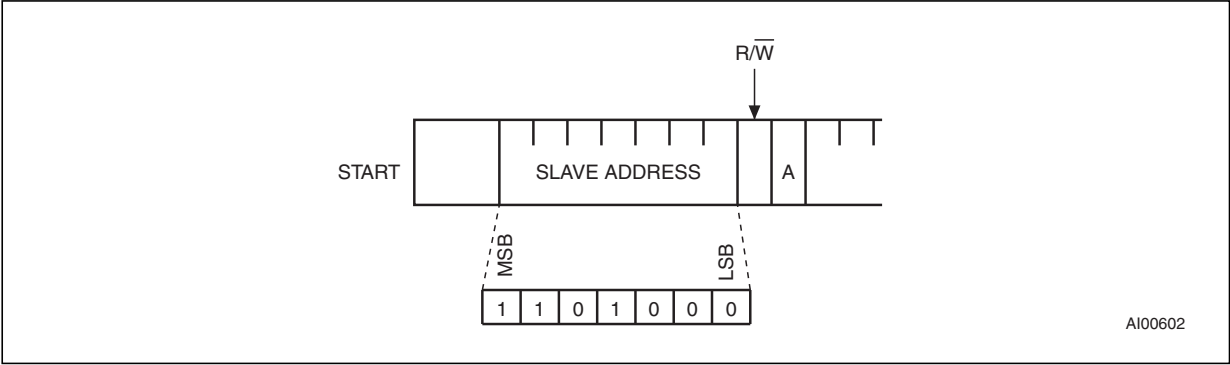 R/W̅
START
SLAVE ADDRESS
A
MSB
LSB
1 1 0 1 0 0 0
AI00602